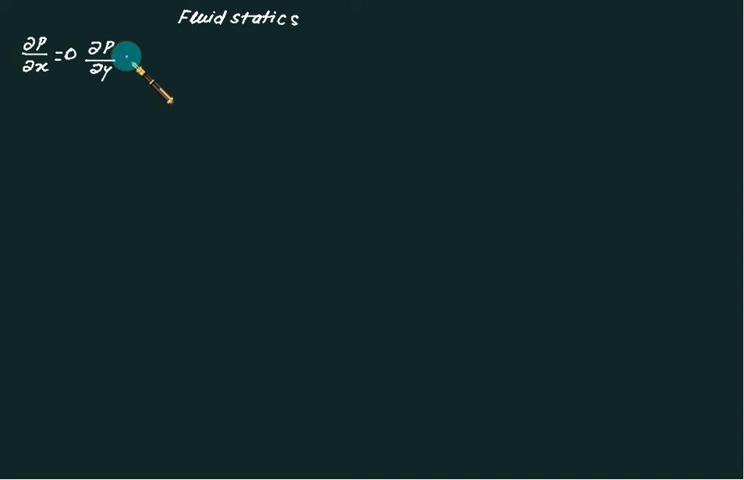 Fluid statics
∂P/∂x = 0 ∂P/∂y